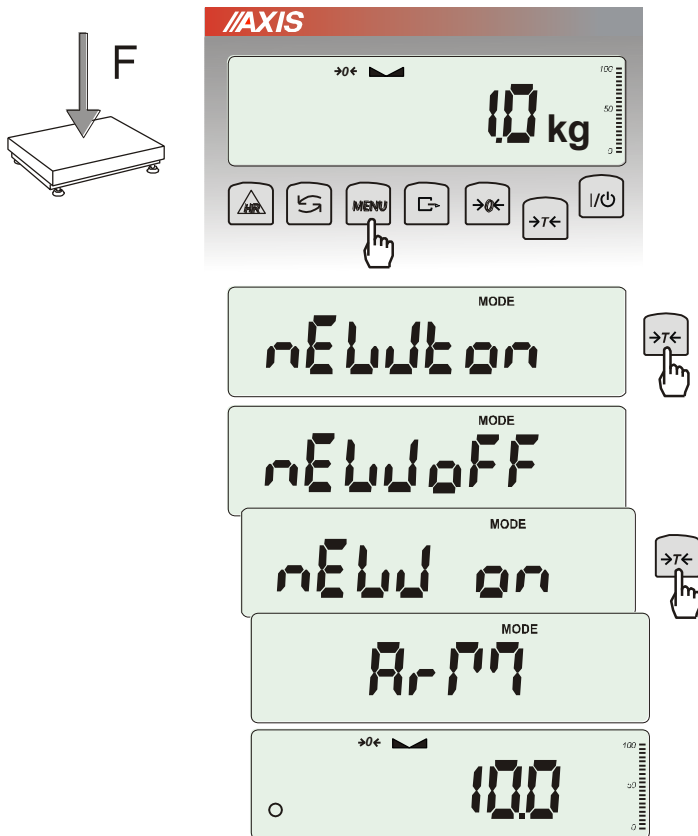 F
//AXIS
→0←
100
50
0
1.0 kg
HR MENU →0← →T← I/⏻
MODE
nEWton
→T←
MODE
nEWoFF
MODE
nEW on
→T←
MODE
ArM
→0←
100
50
0
10.0